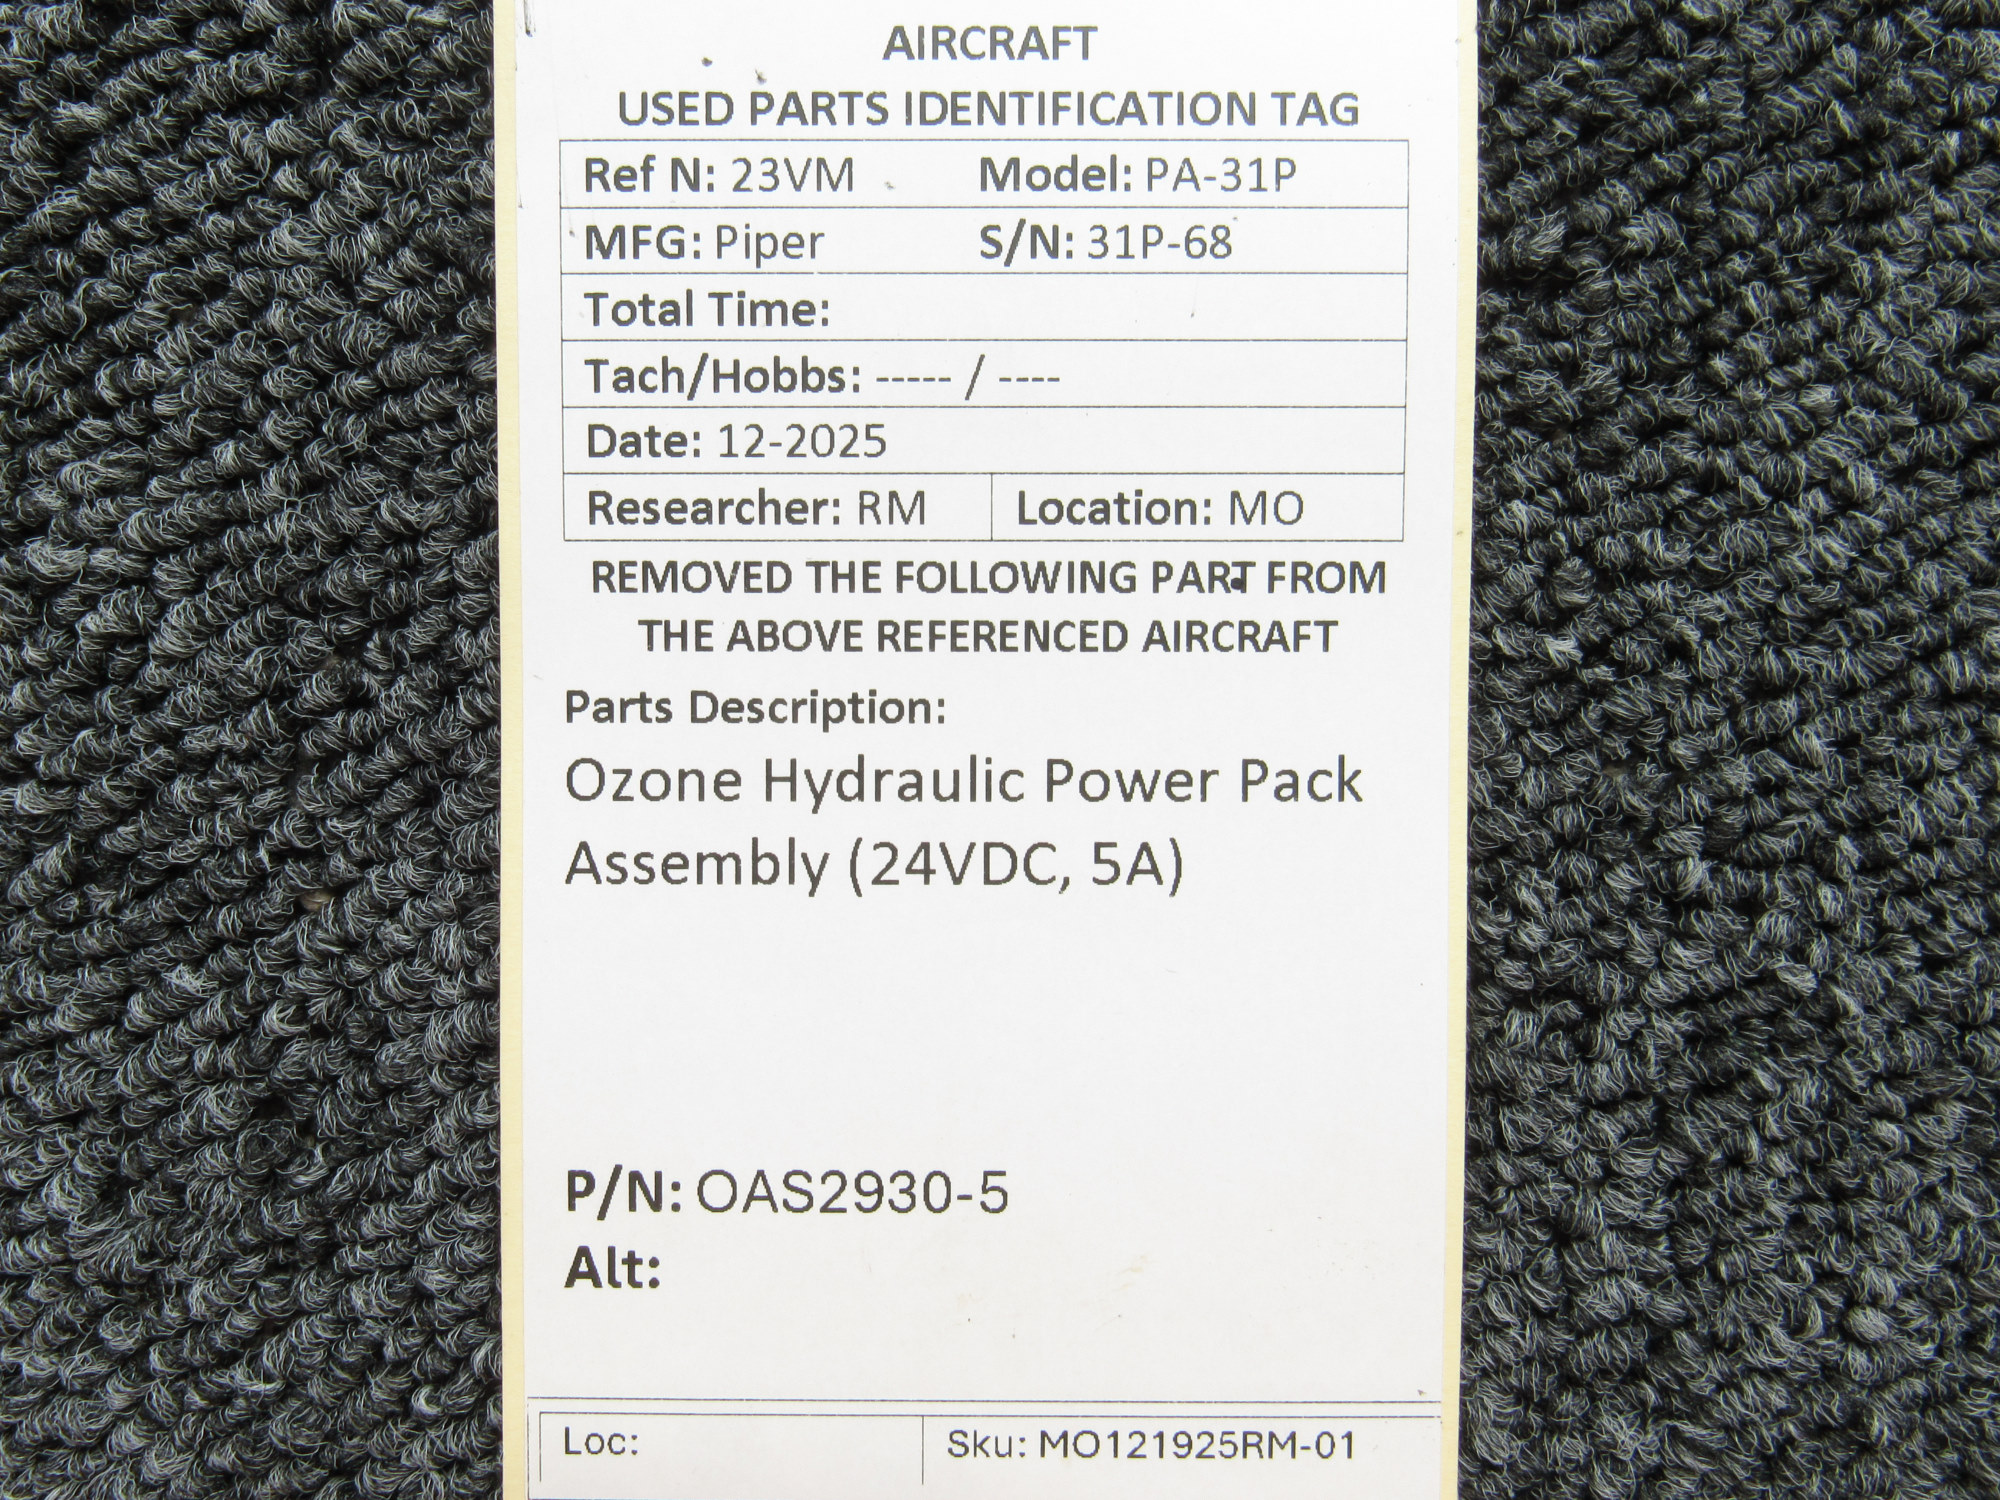 AIRCRAFT
USED PARTS IDENTIFICATION TAG
Ref N: 23VM Model: PA-31P
MFG: Piper S/N: 31P-68
Total Time:
Tach/Hobbs: ----- / ----
Date: 12-2025
Researcher: RM Location: MO
REMOVED THE FOLLOWING PART FROM
THE ABOVE REFERENCED AIRCRAFT
Parts Description:
Ozone Hydraulic Power Pack
Assembly (24VDC, 5A)
P/N: OAS2930-5
Alt:
Loc: Sku: MO121925RM-01